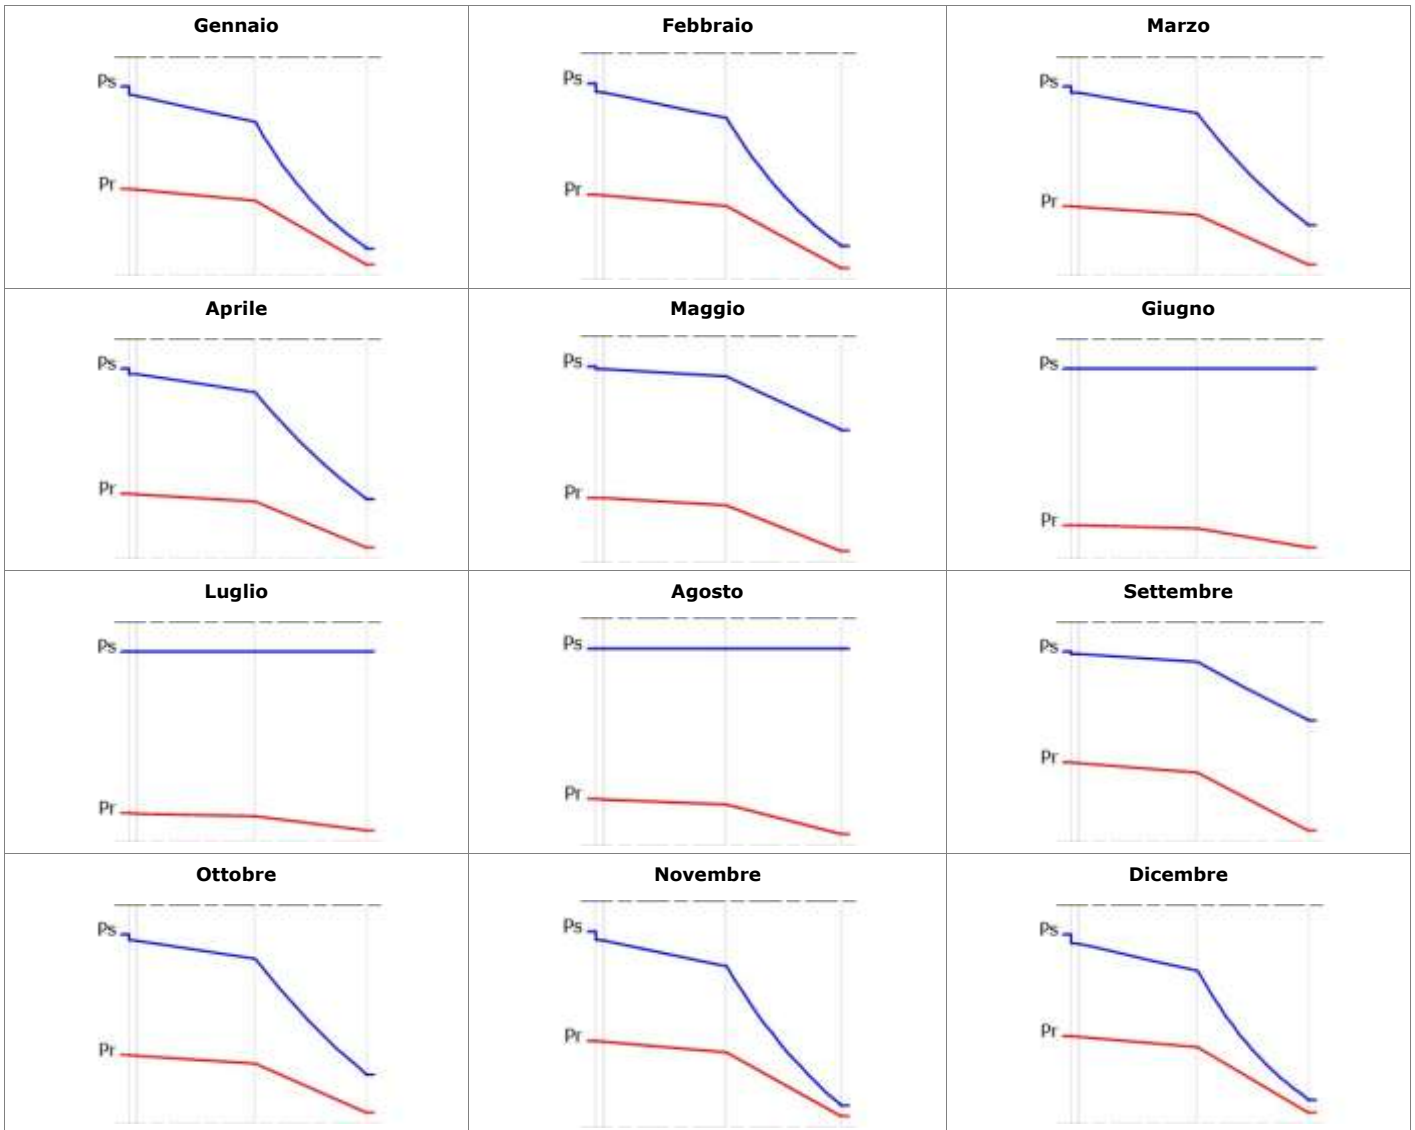 Gennaio Febbraio Marzo
Ps Ps Ps
Pr Pr Pr
Aprile Maggio Giugno
Ps Ps Ps
Pr Pr Pr
Luglio Agosto Settembre
Ps Ps Ps
Pr Pr Pr
Ottobre Novembre Dicembre
Ps Ps Ps
Pr Pr Pr